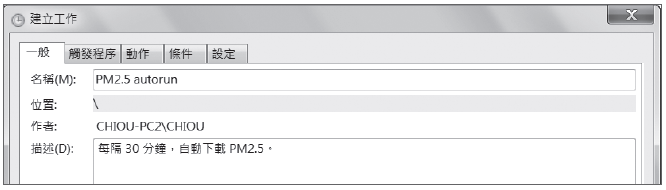 建立工作
X
一般 觸發程序 動作 條件 設定
名稱(M): PM2.5 autorun
位置: \
作者: CHIOU-PC2\CHIOU
描述(D): 每隔 30 分鐘，自動下載 PM2.5。